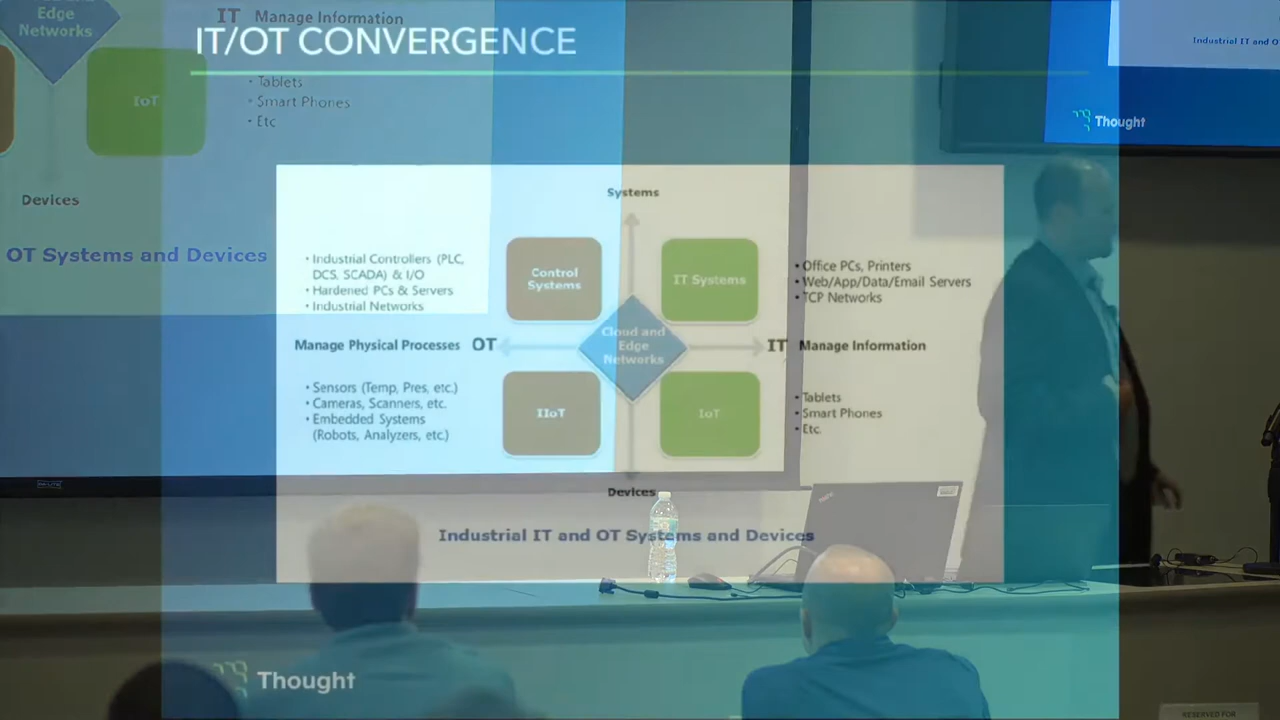 Edge
Networks
IT Manage Information
IT/OT CONVERGENCE
IoT
• Tablets
• Smart Phones
• Etc
Devices
OT Systems and Devices
Industrial IT and O
Thought
Systems
• Industrial Controllers (PLC,
DCS, SCADA) & I/O
• Hardened PCs & Servers
• Industrial Networks
Control
Systems
IT Systems
• Office PCs, Printers
• Web/App/Data/Email Servers
• TCP Networks
Manage Physical Processes OT
Cloud and
Edge
Networks
IT Manage Information
• Sensors (Temp, Pres, etc.)
• Cameras, Scanners, etc.
• Embedded Systems
(Robots, Analyzers, etc.)
IIoT
IoT
• Tablets
• Smart Phones
• Etc.
Devices
Industrial IT and OT Systems and Devices
Thought
RESERVED FOR